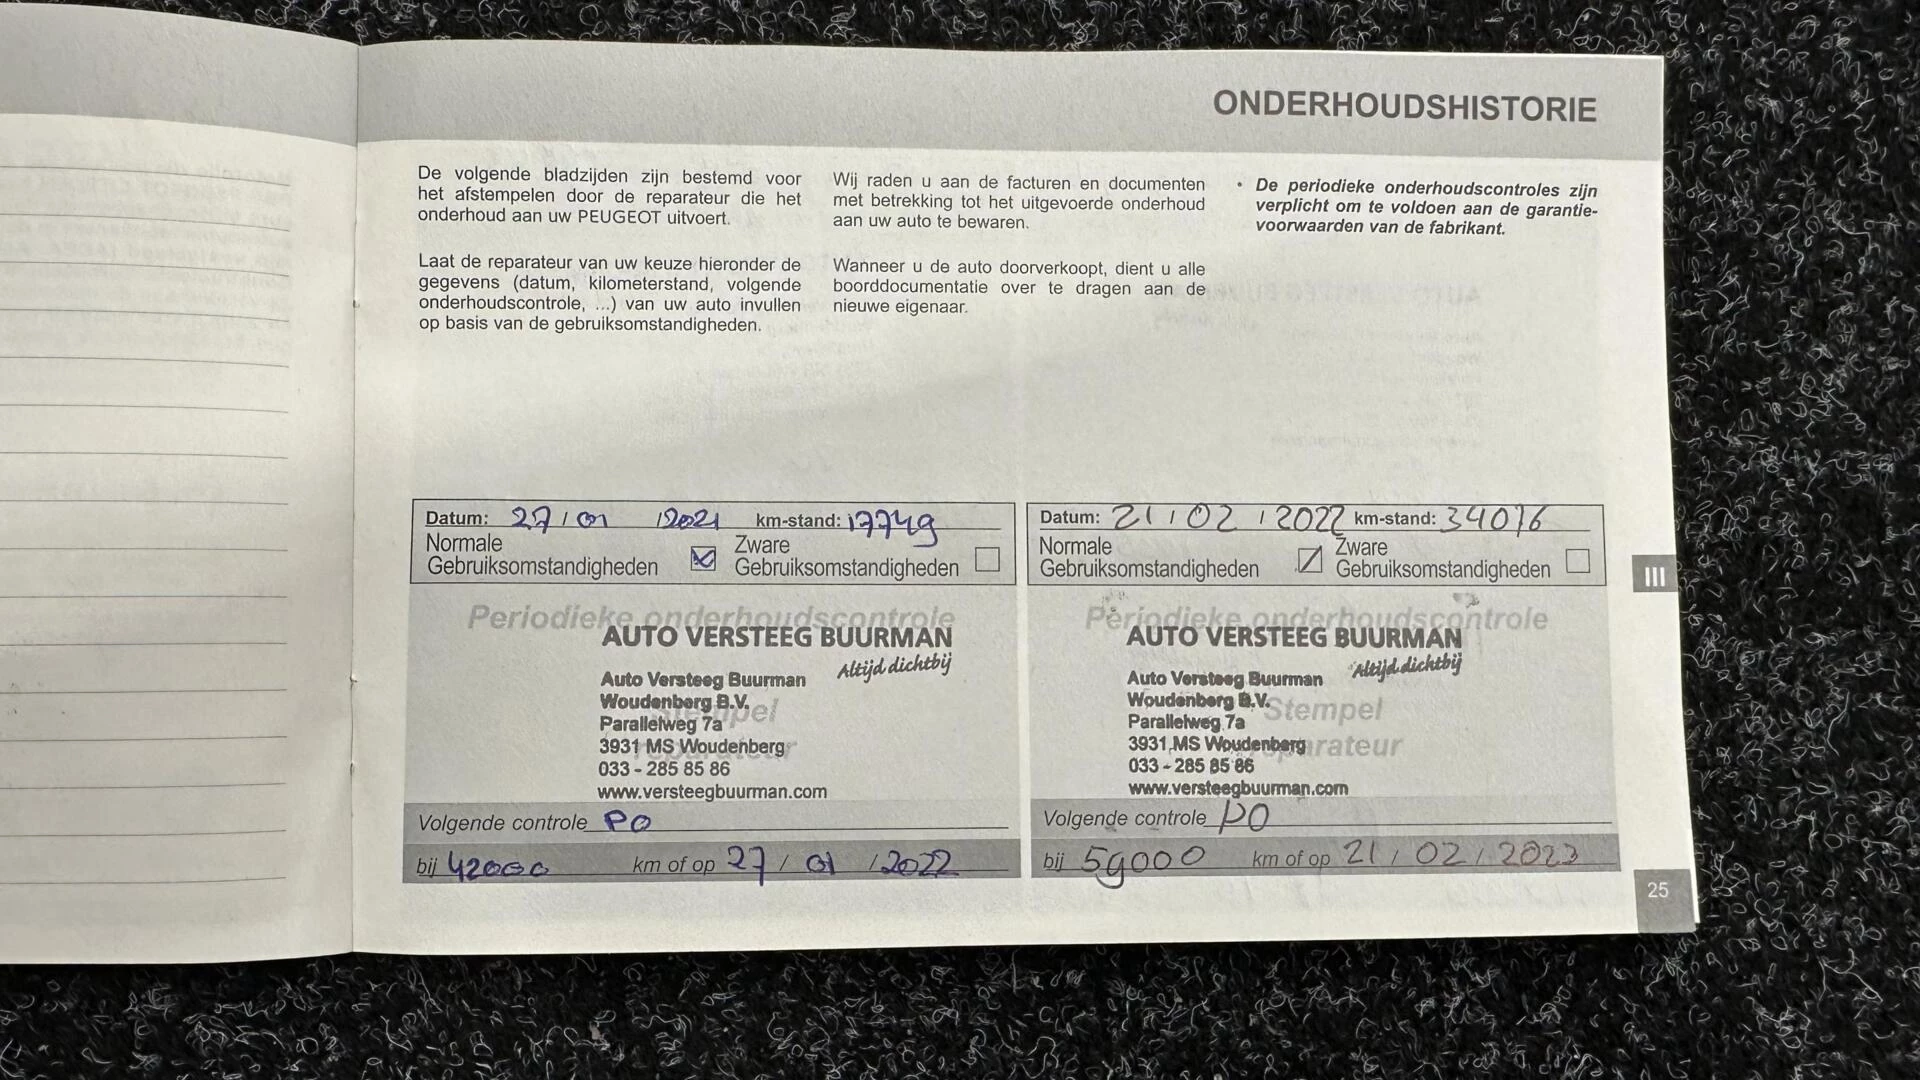 ONDERHOUDSHISTORIE
De volgende bladzijden zijn bestemd voor
het afstempelen door de reparateur die het
onderhoud aan uw PEUGEOT uitvoert.
Laat de reparateur van uw keuze hieronder de
gegevens (datum, kilometerstand, volgende
onderhoudscontrole, ...) van uw auto invullen
op basis van de gebruiksomstandigheden.
Wij raden u aan de facturen en documenten
met betrekking tot het uitgevoerde onderhoud
aan uw auto te bewaren.
Wanneer u de auto doorverkoopt, dient u alle
boorddocumentatie over te dragen aan de
nieuwe eigenaar.
• De periodieke onderhoudscontroles zijn
verplicht om te voldoen aan de garantie-
voorwaarden van de fabrikant.
Datum: 27 / 01 / 2021 km-stand: 17749
Normale
Gebruiksomstandigheden
Zware
Gebruiksomstandigheden
Periodieke onderhoudscontrole
AUTO VERSTEEG BUURMAN
Altijd dichtbij
Auto Versteeg Buurman
Woudenberg B.V.
Stempel
Parallelweg 7a
3931 MS Woudenberg
reparateur
033 - 285 85 86
www.versteegbuurman.com
Volgende controle PO
bij 42000 km of op 27 / 01 / 2022
Datum: 21 / 02 / 2022 km-stand: 34076
Normale
Gebruiksomstandigheden
Zware
Gebruiksomstandigheden
Periodieke onderhoudscontrole
AUTO VERSTEEG BUURMAN
Altijd dichtbij
Auto Versteeg Buurman
Woudenberg B.V.
Stempel
Parallelweg 7a
3931 MS Woudenberg
reparateur
033 - 285 85 86
www.versteegbuurman.com
Volgende controle PO
bij 59000 km of op 21 / 02 / 2023
III
25